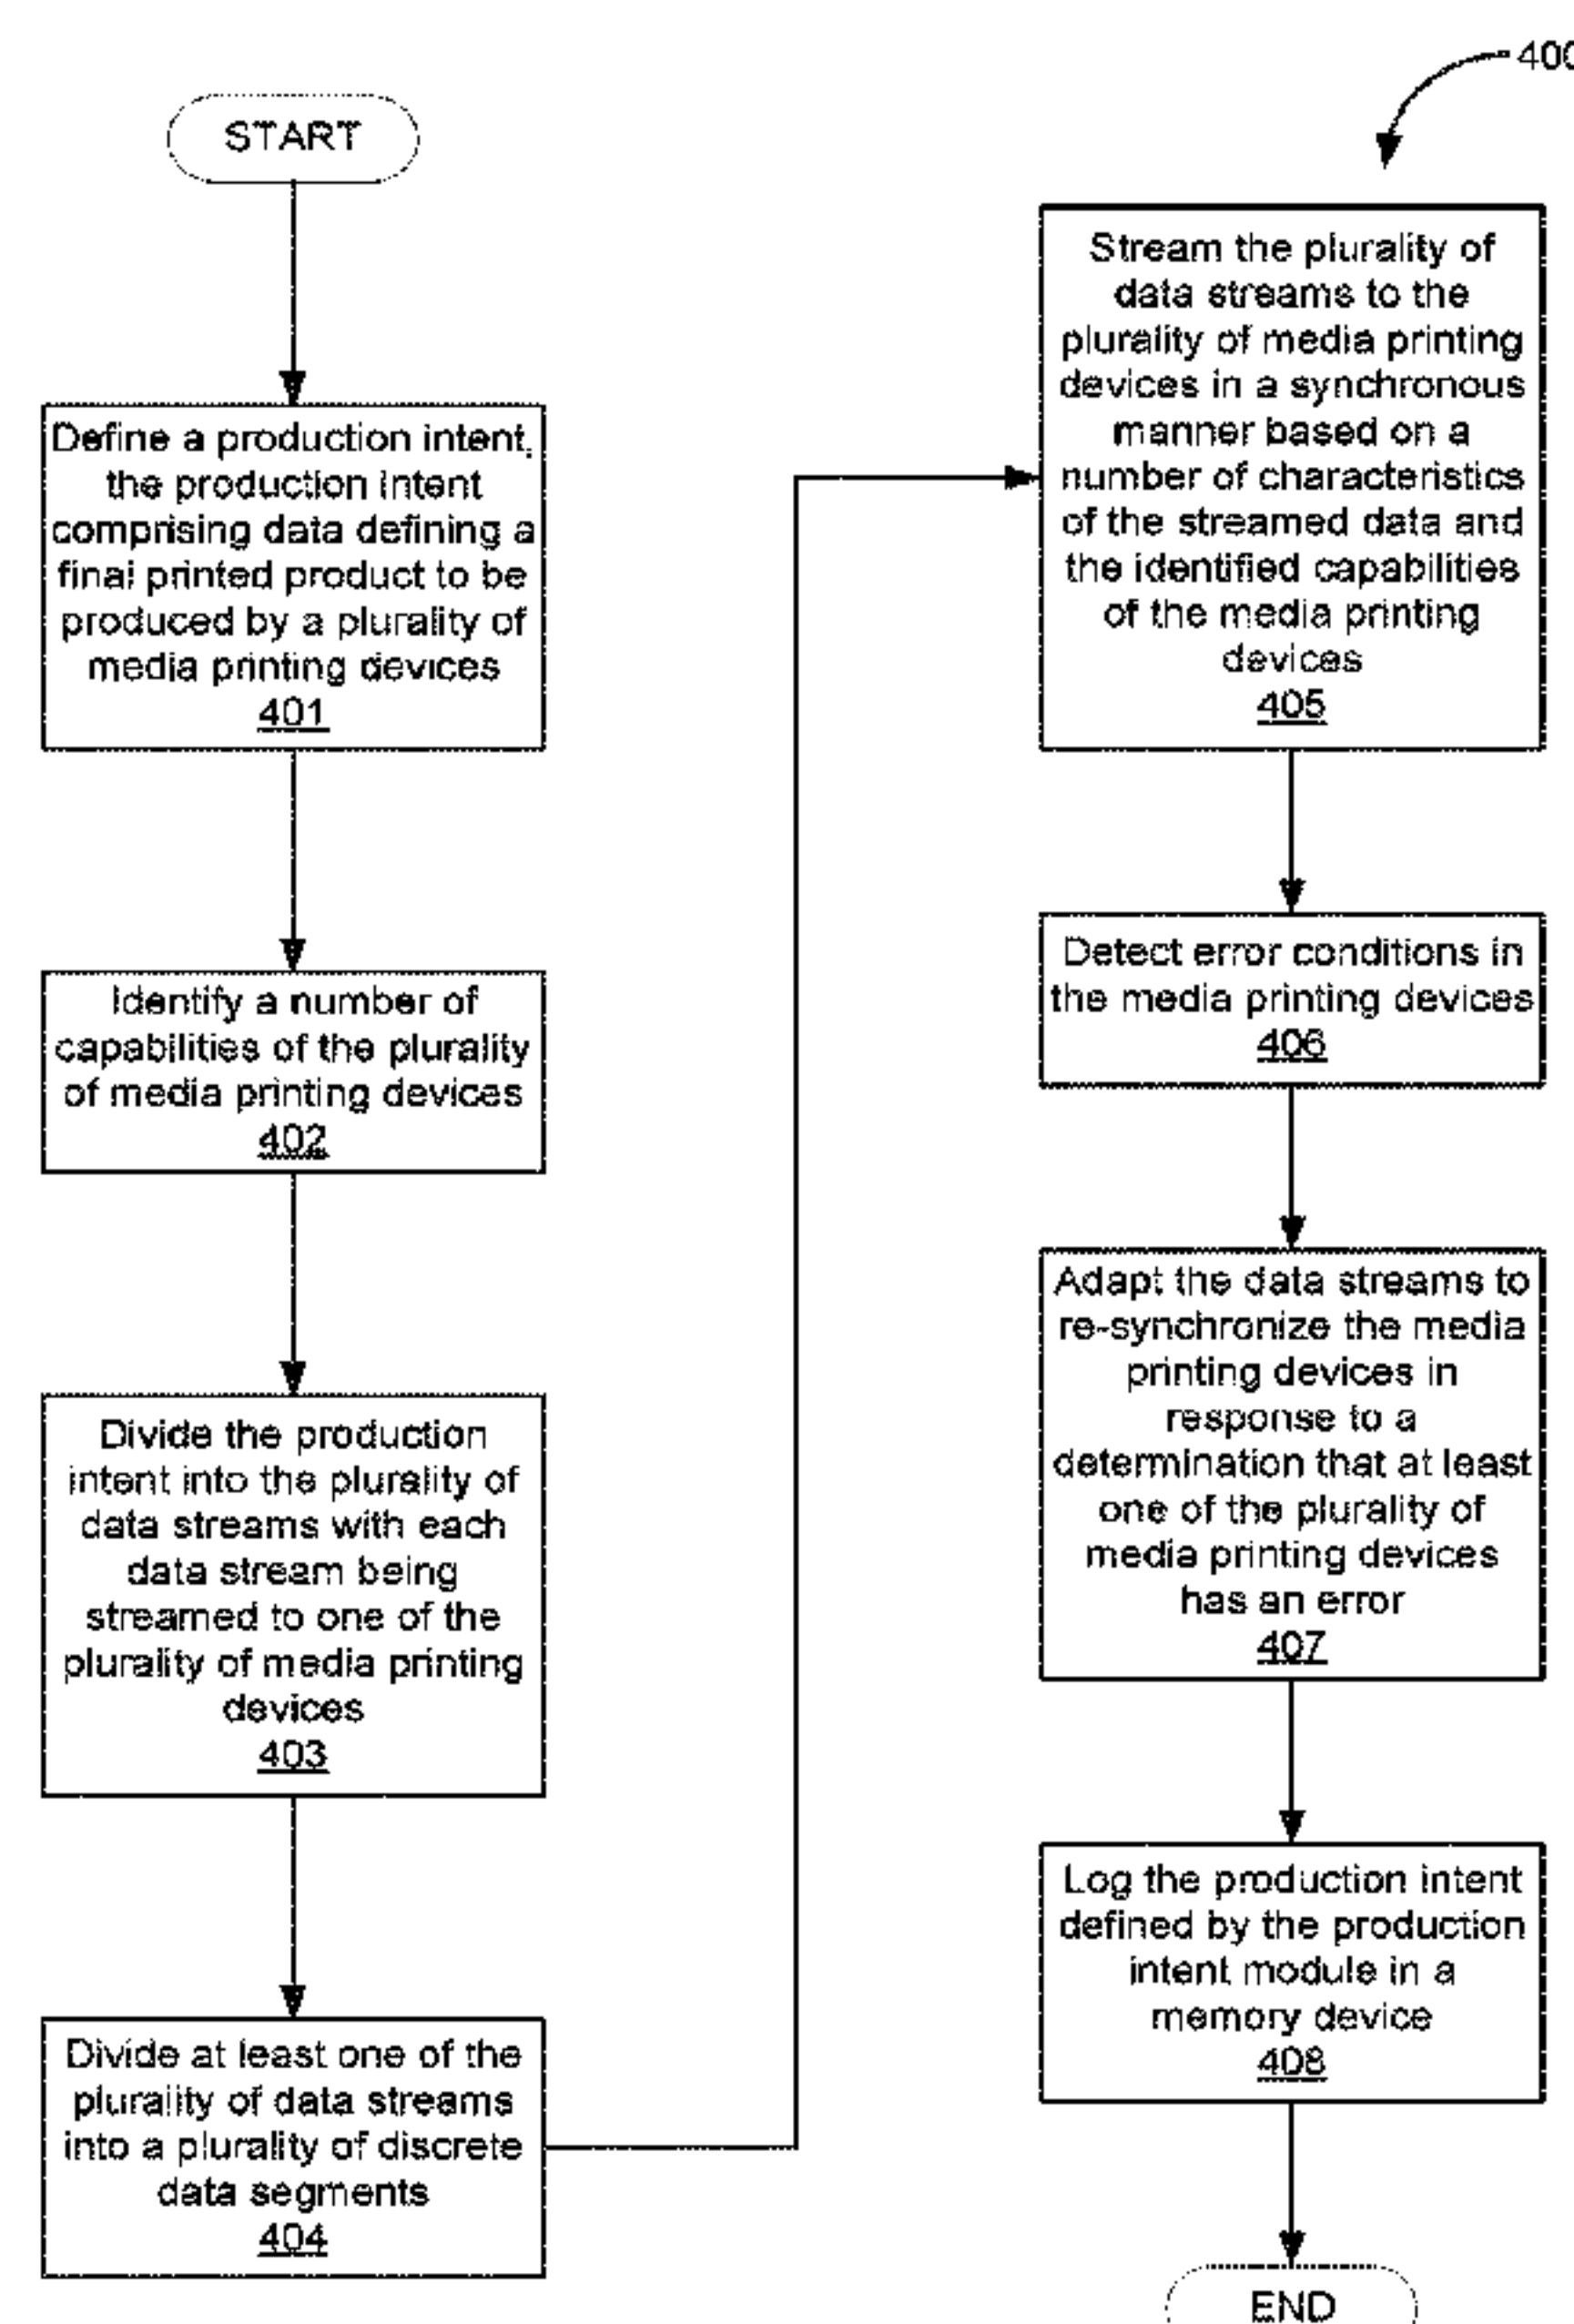 START
Define a production intent,
the production intent
comprising data defining a
final printed product to be
produced by a plurality of
media printing devices
401
Identify a number of
capabilities of the plurality
of media printing devices
402
Divide the production
intent into the plurality of
data streams with each
data stream being
streamed to one of the
plurality of media printing
devices
403
Divide at least one of the
plurality of data streams
into a plurality of discrete
data segments
404
400
Stream the plurality of
data streams to the
plurality of media printing
devices in a synchronous
manner based on a
number of characteristics
of the streamed data and
the identified capabilities
of the media printing
devices
405
Detect error conditions in
the media printing devices
406
Adapt the data streams to
re-synchronize the media
printing devices in
response to a
determination that at least
one of the plurality of
media printing devices
has an error
407
Log the production intent
defined by the production
intent module in a
memory device
408
END